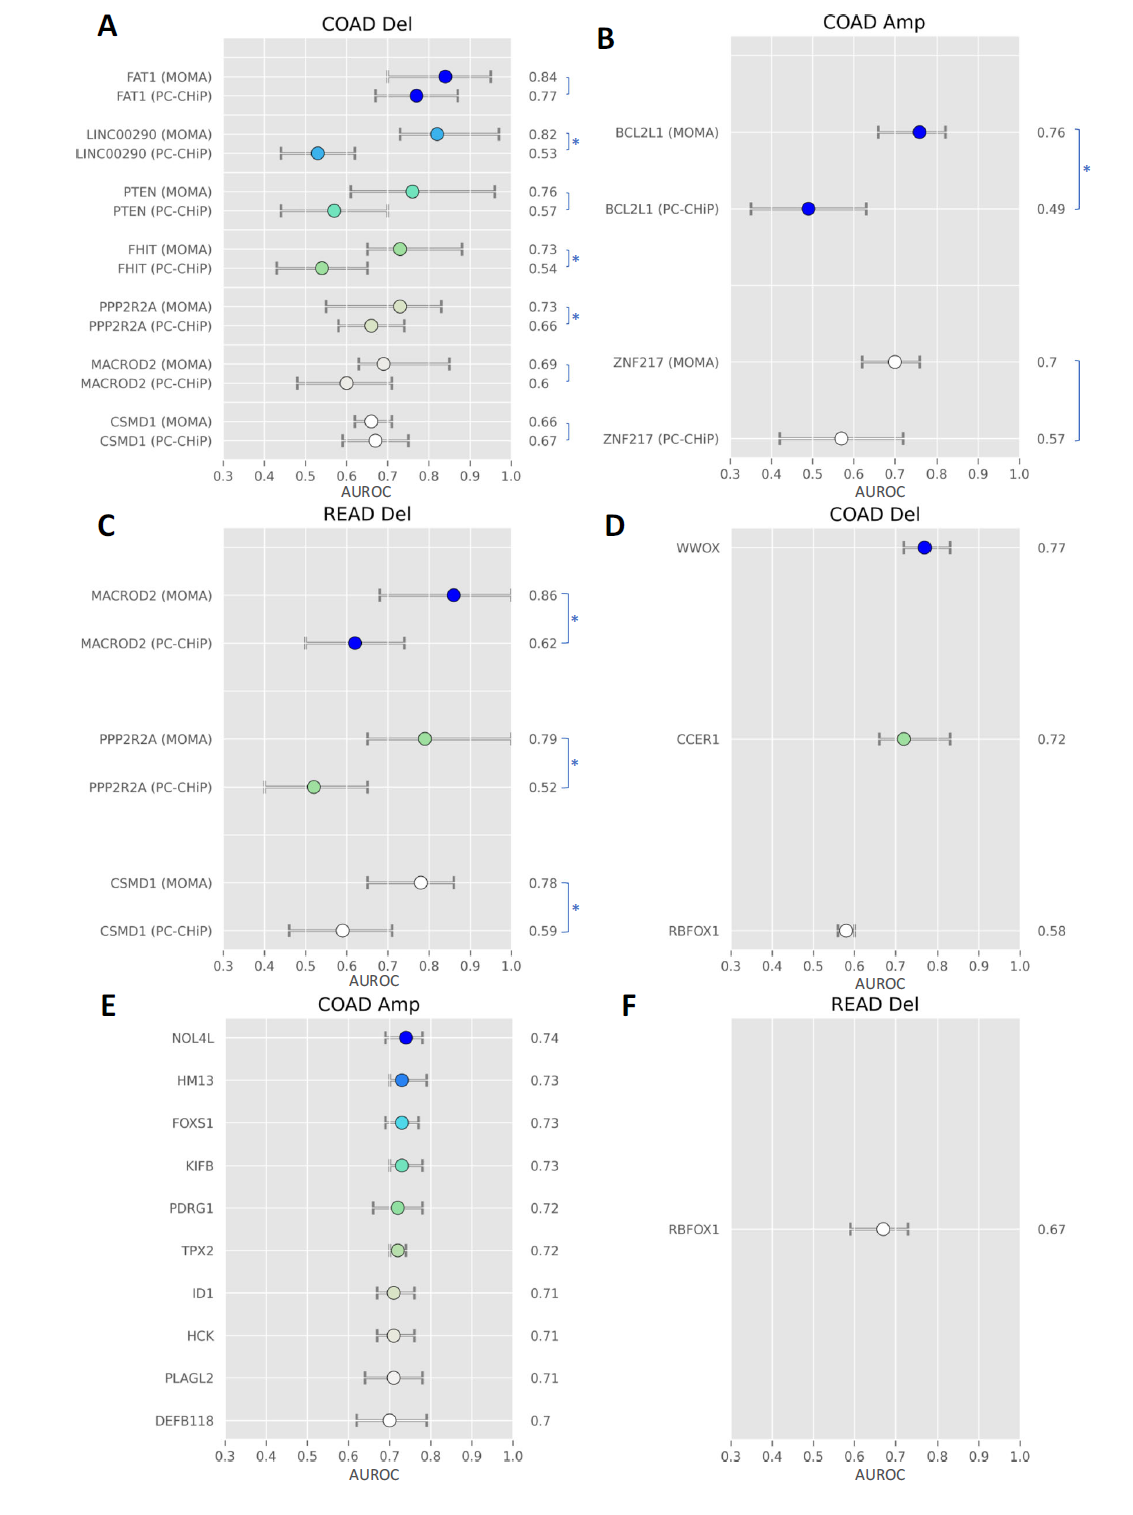 A
COAD Del
FAT1 (MOMA) 0.84
FAT1 (PC-CHiP) 0.77
LINC00290 (MOMA) 0.82
*
LINC00290 (PC-CHiP) 0.53
PTEN (MOMA) 0.76
PTEN (PC-CHiP) 0.57
FHIT (MOMA) 0.73
*
FHIT (PC-CHiP) 0.54
PPP2R2A (MOMA) 0.73
*
PPP2R2A (PC-CHiP) 0.66
MACROD2 (MOMA) 0.69
MACROD2 (PC-CHiP) 0.6
CSMD1 (MOMA) 0.66
CSMD1 (PC-CHiP) 0.67
0.3 0.4 0.5 0.6 0.7 0.8 0.9 1.0
AUROC
B
COAD Amp
BCL2L1 (MOMA) 0.76
*
BCL2L1 (PC-CHiP) 0.49
ZNF217 (MOMA) 0.7
ZNF217 (PC-CHiP) 0.57
0.3 0.4 0.5 0.6 0.7 0.8 0.9 1.0
AUROC
C
READ Del
MACROD2 (MOMA) 0.86
*
MACROD2 (PC-CHiP) 0.62
PPP2R2A (MOMA) 0.79
*
PPP2R2A (PC-CHiP) 0.52
CSMD1 (MOMA) 0.78
*
CSMD1 (PC-CHiP) 0.59
0.3 0.4 0.5 0.6 0.7 0.8 0.9 1.0
AUROC
D
COAD Del
WWOX 0.77
CCER1 0.72
RBFOX1 0.58
0.3 0.4 0.5 0.6 0.7 0.8 0.9 1.0
AUROC
E
COAD Amp
NOL4L 0.74
HM13 0.73
FOXS1 0.73
KIFB 0.73
PDRG1 0.72
TPX2 0.72
ID1 0.71
HCK 0.71
PLAGL2 0.71
DEFB118 0.7
0.3 0.4 0.5 0.6 0.7 0.8 0.9 1.0
AUROC
F
READ Del
RBFOX1 0.67
0.3 0.4 0.5 0.6 0.7 0.8 0.9 1.0
AUROC